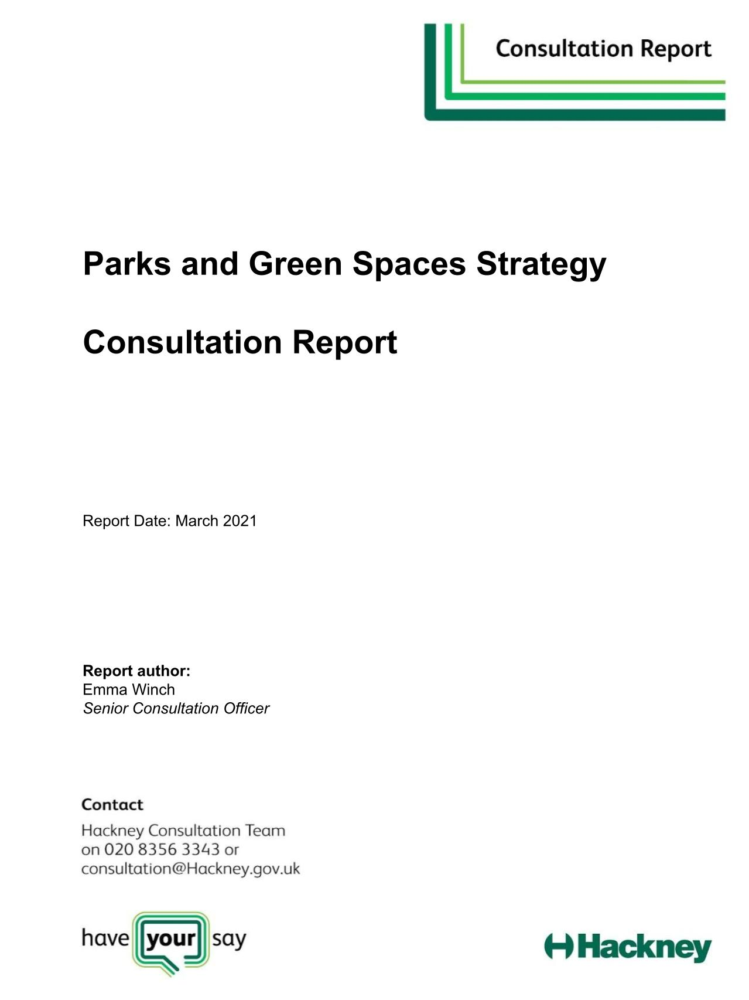 Consultation Report
Parks and Green Spaces Strategy
Consultation Report
Report Date: March 2021
Report author:
Emma Winch
Senior Consultation Officer
Contact
Hackney Consultation Team
on 020 8356 3343 or
consultation@Hackney.gov.uk
have your say
Hackney